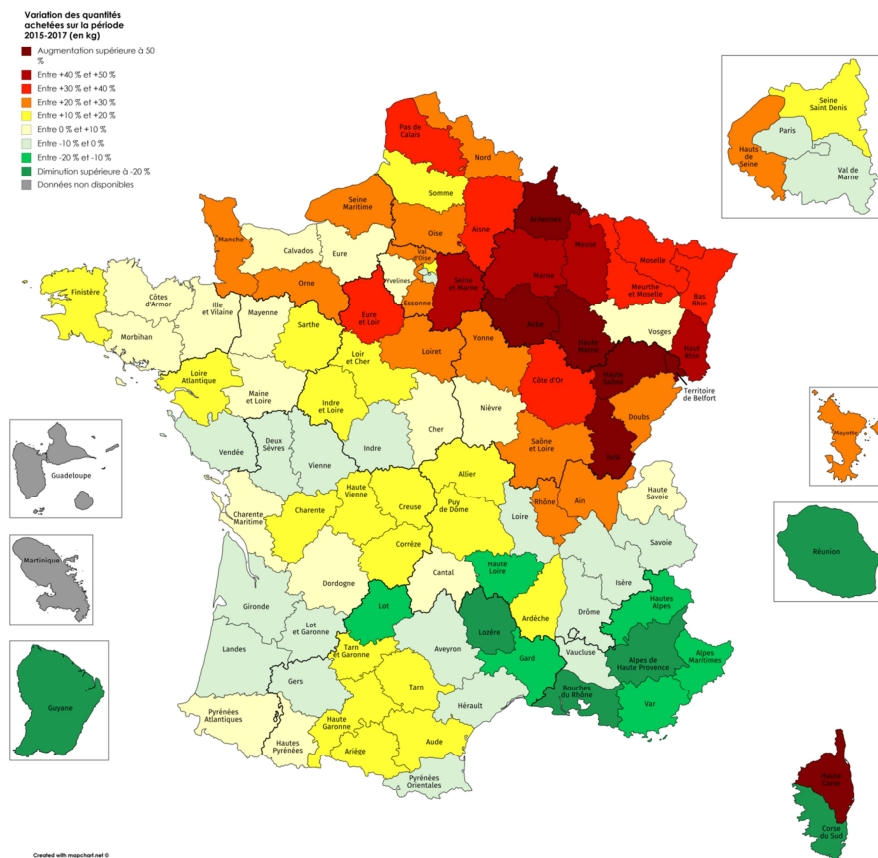 Variation des quantités
achetées sur la période
2015-2017 (en kg)
Augmentation supérieure à 50
%
Entre +40 % et +50 %
Entre +30 % et +40 %
Entre +20 % et +30 %
Entre +10 % et +20 %
Entre 0 % et +10 %
Entre -10 % et 0 %
Entre -20 % et -10 %
Diminution supérieure à -20 %
Données non disponibles
Seine
Saint Denis
Paris
Hauts
de Seine
Val de
Marne
Pas de
Calais
Nord
Somme
Seine
Maritime
Aisne
Ardennes
Oise
Manche
Calvados
Eure
Val
d'Oise
Meuse
Moselle
Marne
Meurthe
et Moselle
Bas
Rhin
Yvelines
Seine
et Marne
Essonne
Orne
Finistère
Côtes
d'Armor
Ille
et Vilaine
Mayenne
Eure
et Loir
Aube
Haute
Marne
Vosges
Haut
Rhin
Morbihan
Sarthe
Loir
et Cher
Loiret
Yonne
Haute
Saône
Territoire
de Belfort
Loire
Atlantique
Maine
et Loire
Indre
et Loire
Côte d'Or
Doubs
Cher
Nièvre
Vendée
Deux
Sèvres
Vienne
Indre
Saône
et Loire
Jura
Mayotte
Guadeloupe
Allier
Haute
Vienne
Creuse
Puy
de Dôme
Rhône
Ain
Haute
Savoie
Charente
Maritime
Charente
Loire
Corrèze
Savoie
Isère
Réunion
Martinique
Dordogne
Cantal
Haute
Loire
Gironde
Lot
Ardèche
Drôme
Hautes
Alpes
Lot
et Garonne
Lozère
Landes
Tarn
et Garonne
Aveyron
Gard
Vaucluse
Alpes de
Haute Provence
Alpes
Maritimes
Gers
Tarn
Bouches
du Rhône
Var
Hérault
Guyane
Pyrénées
Atlantiques
Hautes
Pyrénées
Haute
Garonne
Ariège
Aude
Pyrénées
Orientales
Haute
Corse
Corse
du Sud
Created with mapchart.net ©